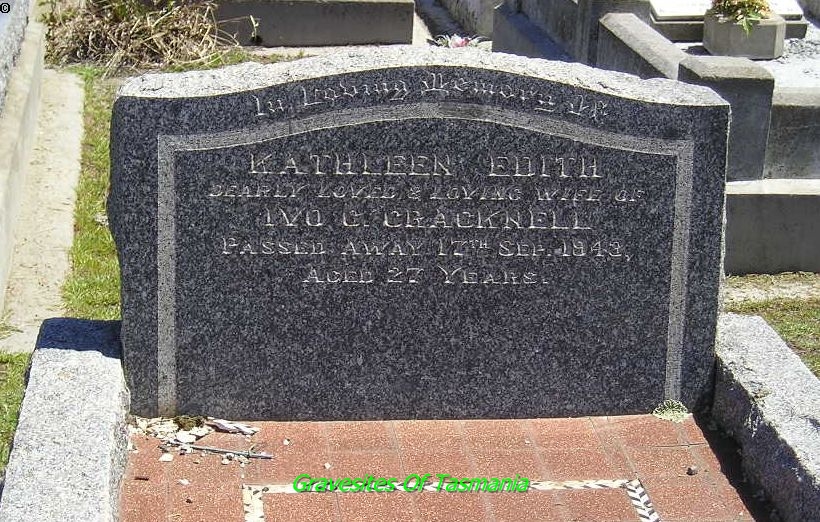 ©
In Loving Memory Of
KATHLEEN EDITH
DEARLY LOVED & LOVING WIFE OF
IVO G. CRACKNELL
PASSED AWAY 17TH SEP. 1943,
AGED 27 YEARS.
Gravesites Of Tasmania